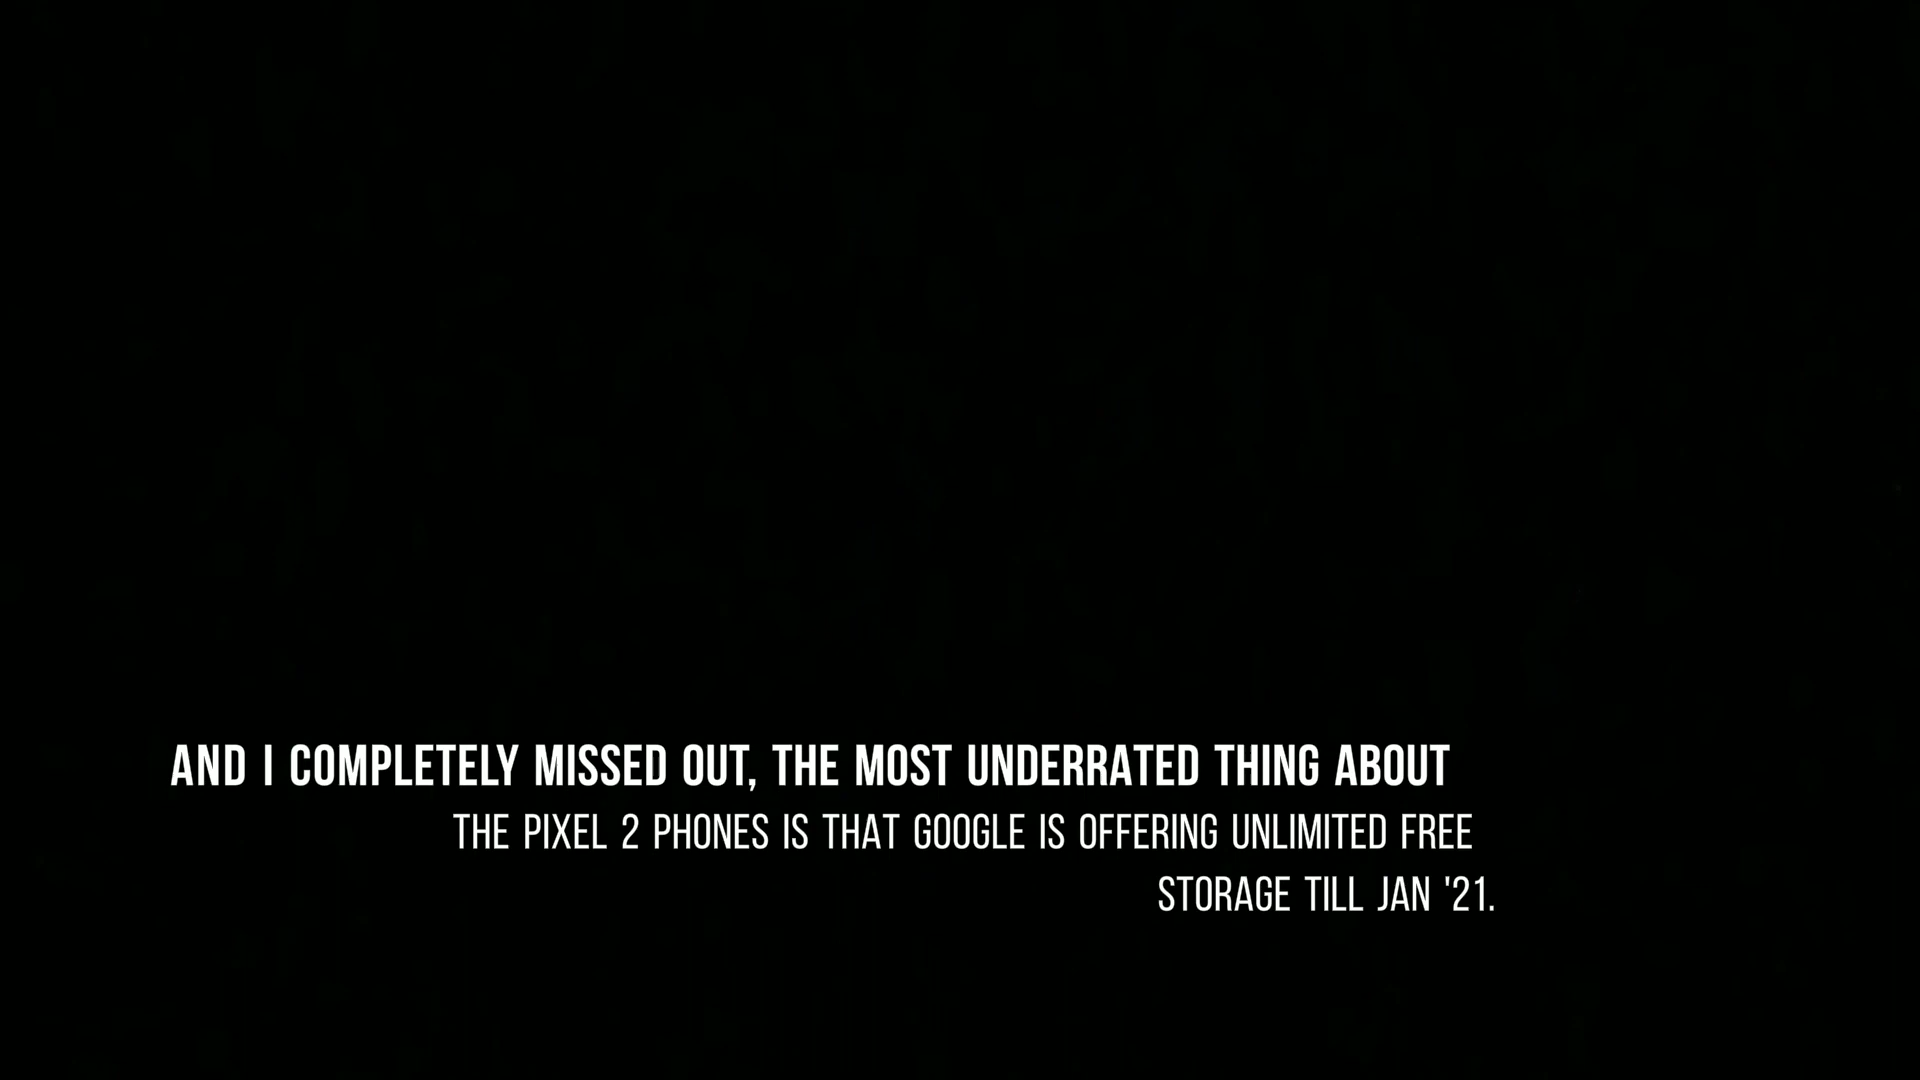 AND I COMPLETELY MISSED OUT, THE MOST UNDERRATED THING ABOUT
THE PIXEL 2 PHONES IS THAT GOOGLE IS OFFERING UNLIMITED FREE
STORAGE TILL JAN '21.